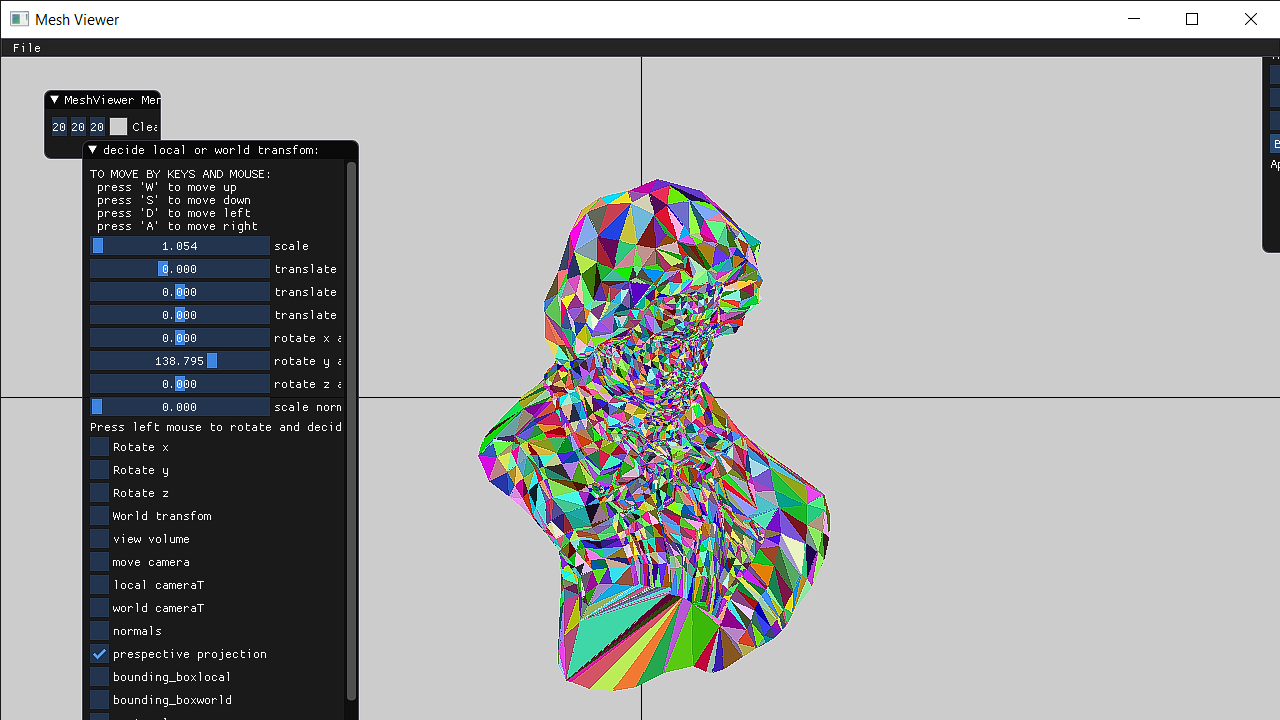 Mesh Viewer
File
MeshViewer Mer
20 20 20 Clea
decide local or world transfom:
TO MOVE BY KEYS AND MOUSE:
press 'W' to move up
press 'S' to move down
press 'D' to move left
press 'A' to move right
1.054 scale
0.000 translate
0.000 translate
0.000 translate
0.000 rotate x a
138.795 rotate y a
0.000 rotate z a
0.000 scale norm
Press left mouse to rotate and decid
Rotate x
Rotate y
Rotate z
World transfom
view volume
move camera
local cameraT
world cameraT
normals
prespective projection
bounding_boxlocal
bounding_boxworld
B
Ap